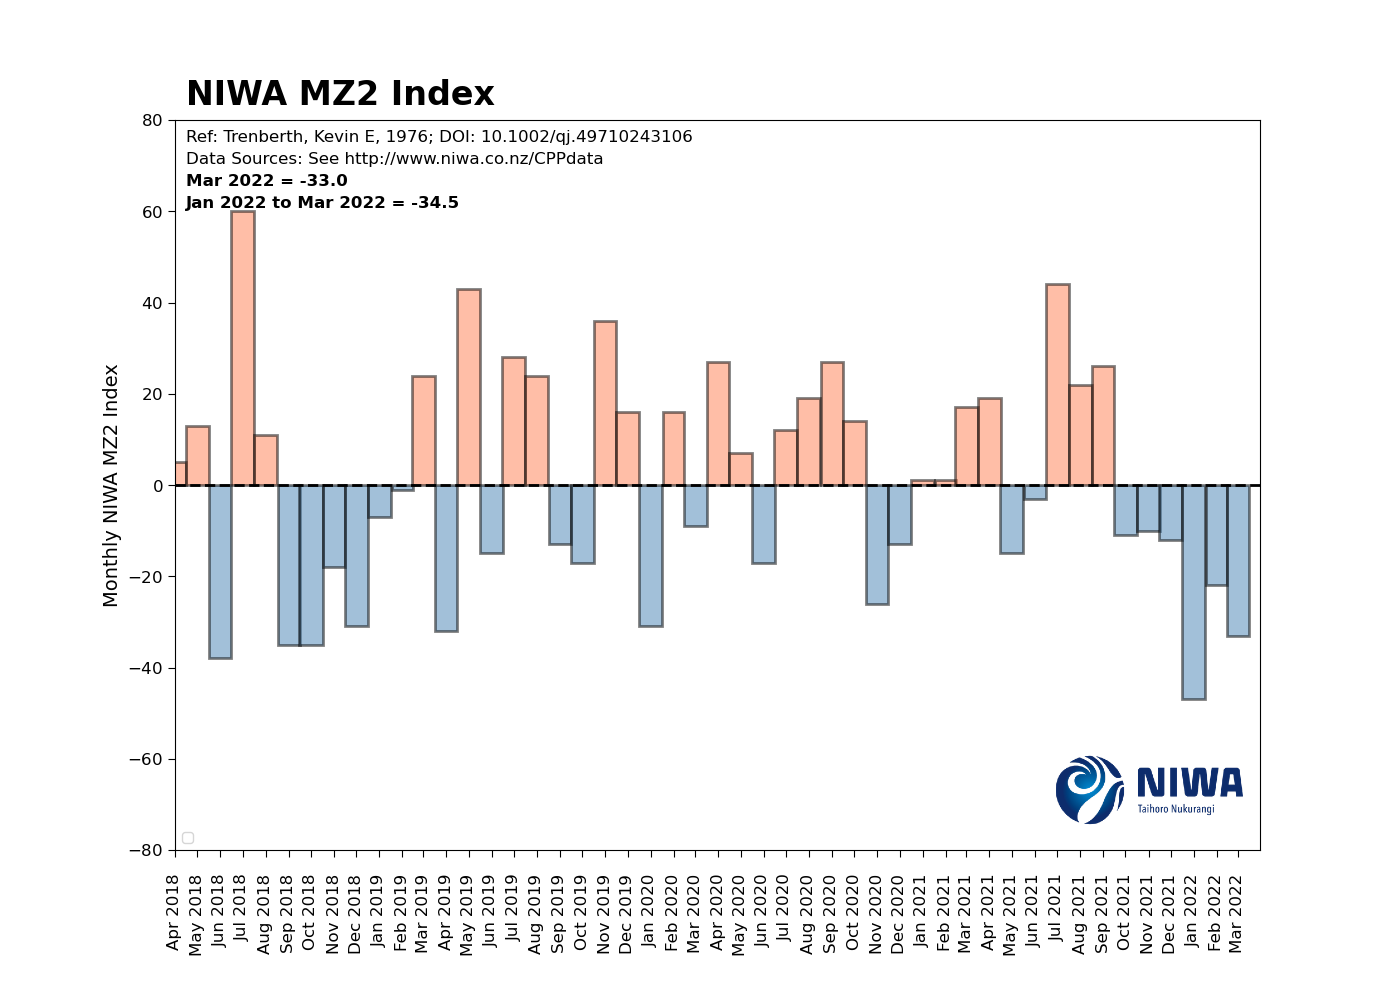 NIWA MZ2 Index
Ref: Trenberth, Kevin E, 1976; DOI: 10.1002/qj.49710243106
Data Sources: See http://www.niwa.co.nz/CPPdata
Mar 2022 = -33.0
Jan 2022 to Mar 2022 = -34.5
Monthly NIWA MZ2 Index
80
60
40
20
0
−20
−40
−60
−80
NIWA
Taihoro Nukurangi
Apr 2018
May 2018
Jun 2018
Jul 2018
Aug 2018
Sep 2018
Oct 2018
Nov 2018
Dec 2018
Jan 2019
Feb 2019
Mar 2019
Apr 2019
May 2019
Jun 2019
Jul 2019
Aug 2019
Sep 2019
Oct 2019
Nov 2019
Dec 2019
Jan 2020
Feb 2020
Mar 2020
Apr 2020
May 2020
Jun 2020
Jul 2020
Aug 2020
Sep 2020
Oct 2020
Nov 2020
Dec 2020
Jan 2021
Feb 2021
Mar 2021
Apr 2021
May 2021
Jun 2021
Jul 2021
Aug 2021
Sep 2021
Oct 2021
Nov 2021
Dec 2021
Jan 2022
Feb 2022
Mar 2022